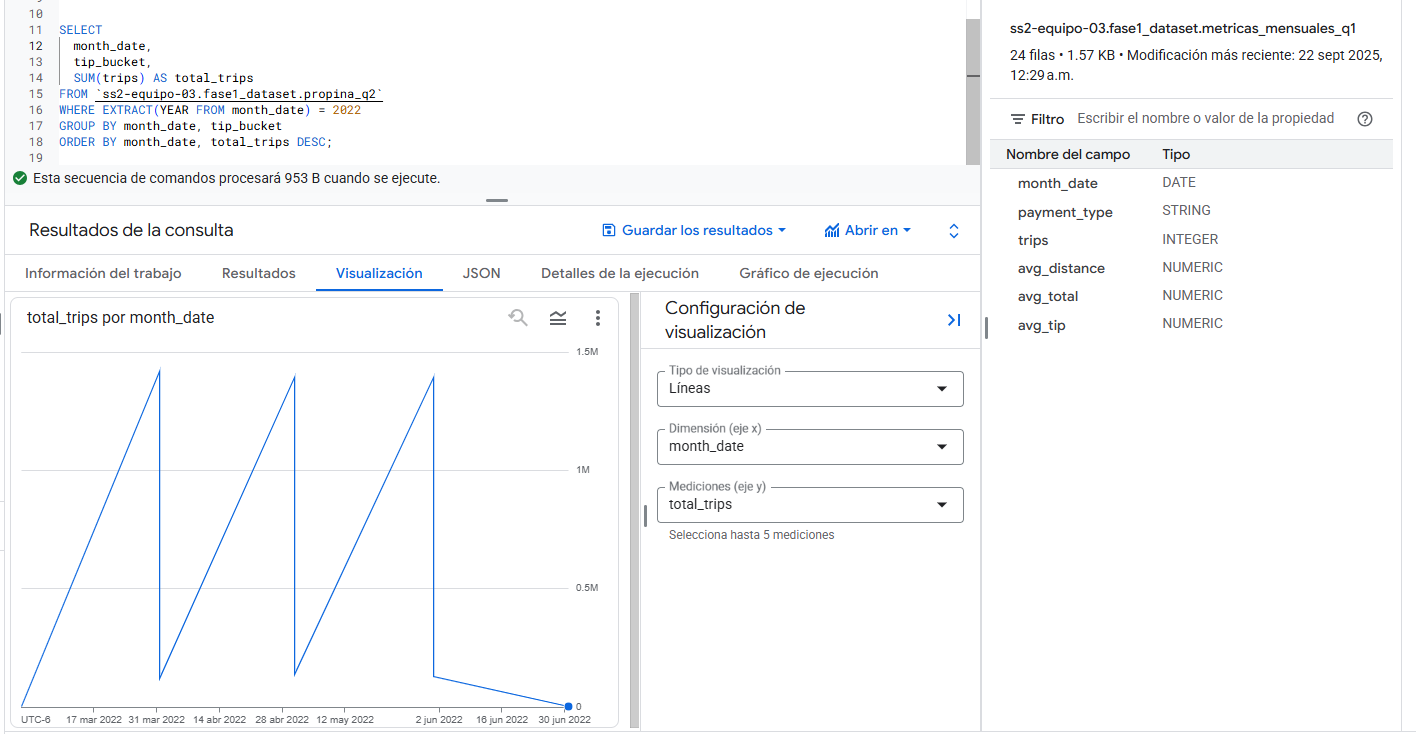 10
11 SELECT
12 month_date,
13 tip_bucket,
14 SUM(trips) AS total_trips
15 FROM `ss2-equipo-03.fase1_dataset.propina_q2`
16 WHERE EXTRACT(YEAR FROM month_date) = 2022
17 GROUP BY month_date, tip_bucket
18 ORDER BY month_date, total_trips DESC;
19
Esta secuencia de comandos procesará 953 B cuando se ejecute.
Resultados de la consulta
Guardar los resultados
Abrir en
Información del trabajo Resultados Visualización JSON Detalles de la ejecución Gráfico de ejecución
total_trips por month_date
1.5M
1M
0.5M
0
UTC-6 17 mar 2022 31 mar 2022 14 abr 2022 28 abr 2022 12 may 2022 2 jun 2022 16 jun 2022 30 jun 2022
Configuración de
visualización
Tipo de visualización
Líneas
Dimensión (eje x)
month_date
Mediciones (eje y)
total_trips
Selecciona hasta 5 mediciones
ss2-equipo-03.fase1_dataset.metricas_mensuales_q1
24 filas • 1.57 KB • Modificación más reciente: 22 sept 2025,
12:29 a.m.
Filtro Escribir el nombre o valor de la propiedad
Nombre del campo Tipo
month_date DATE
payment_type STRING
trips INTEGER
avg_distance NUMERIC
avg_total NUMERIC
avg_tip NUMERIC